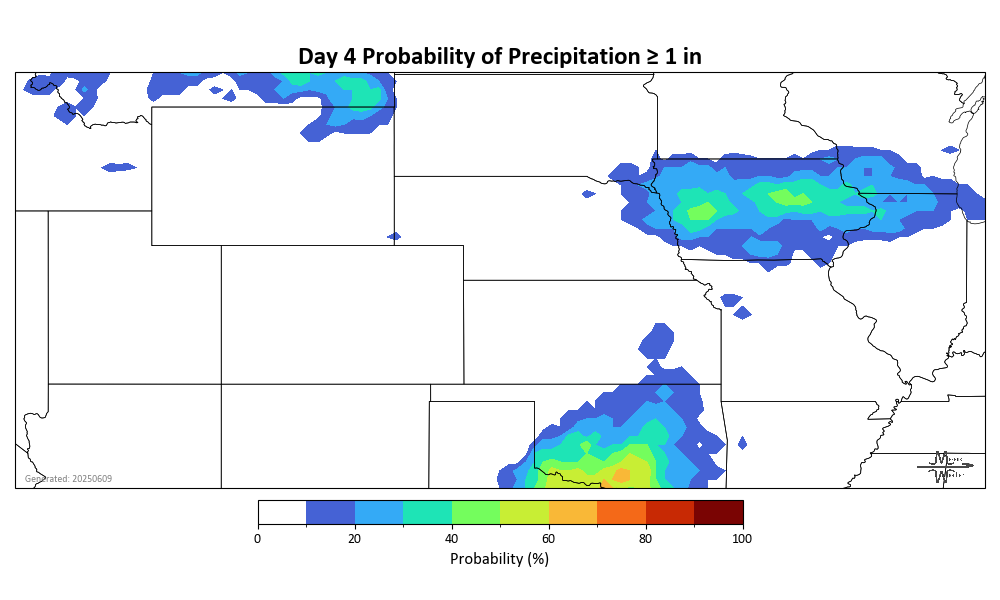 Day 4 Probability of Precipitation ≥ 1 in
Generated: 20250609
0 20 40 60 80 100
Probability (%)